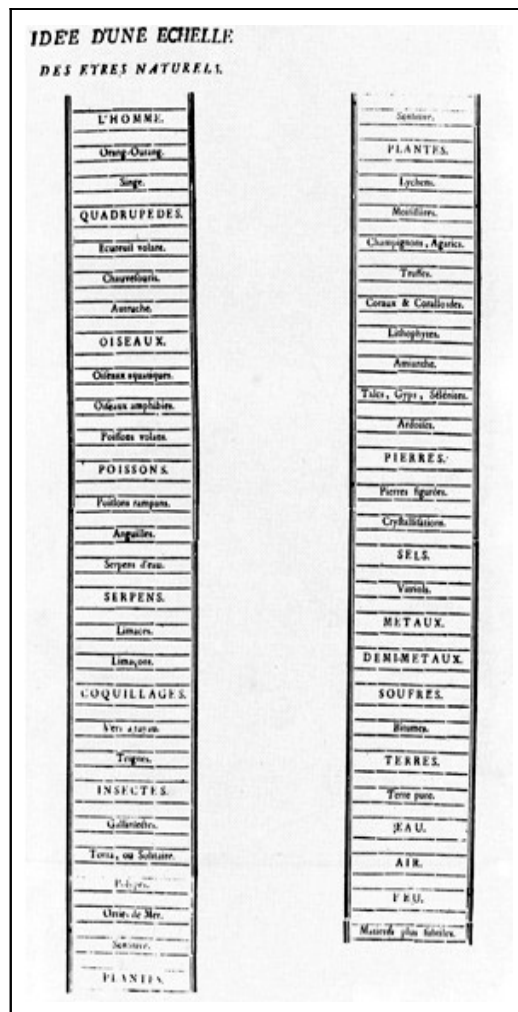 IDÉE D'UNE ECHELLE
DES ETRES NATURELS.
L'HOMME.
Orang-Outang.
Singe.
QUADRUPEDES.
Ecureuil volant.
Chauvesouris.
Autruche.
OISEAUX.
Oiseaux aquatiques.
Oiseaux amphibies.
Poissons volans.
POISSONS.
Poissons rampans.
Anguilles.
Serpens d'eau.
SERPENS.
Limaces.
Limaçons.
COQUILLAGES.
Vers à tuyau.
Teignes.
INSECTES.
Gallinsectes.
Tænia, ou Solitaire.
Polypes.
Orties de Mer.
Sensitive.
PLANTES.
Sensitive.
PLANTES.
Lychens.
Moisissures.
Champignons, Agarics.
Truffes.
Coraux & Coralloides.
Lithophytes.
Amianthe.
Talcs, Gyps, Sélénites.
Ardoises.
PIERRES.
Pierres figurées.
Crystallisations.
SELS.
Vitriols.
METAUX.
DEMI-METAUX.
SOUFRES.
Bitumes.
TERRES.
Terre pure.
EAU.
AIR.
FEU.
Matieres plus subtiles.